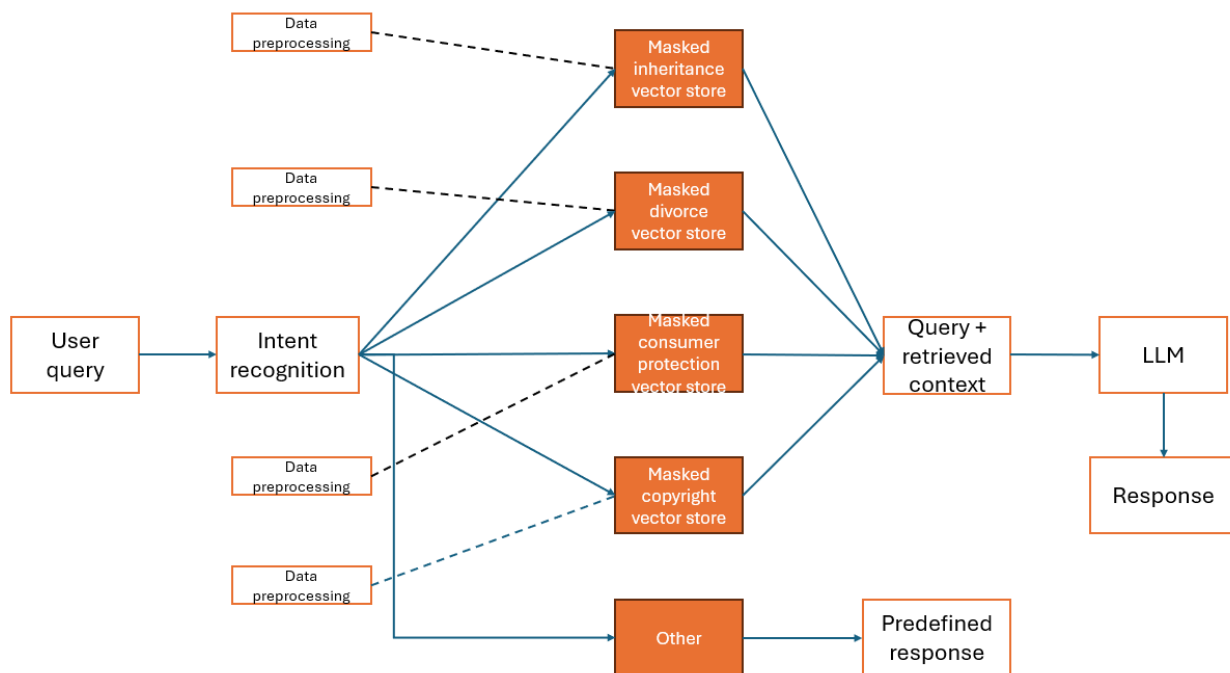 Data
preprocessing
Masked
inheritance
vector store
Data
preprocessing
Masked
divorce
vector store
User
query
Intent
recognition
Masked
consumer
protection
vector store
Query +
retrieved
context
LLM
Data
preprocessing
Masked
copyright
vector store
Response
Data
preprocessing
Other
Predefined
response